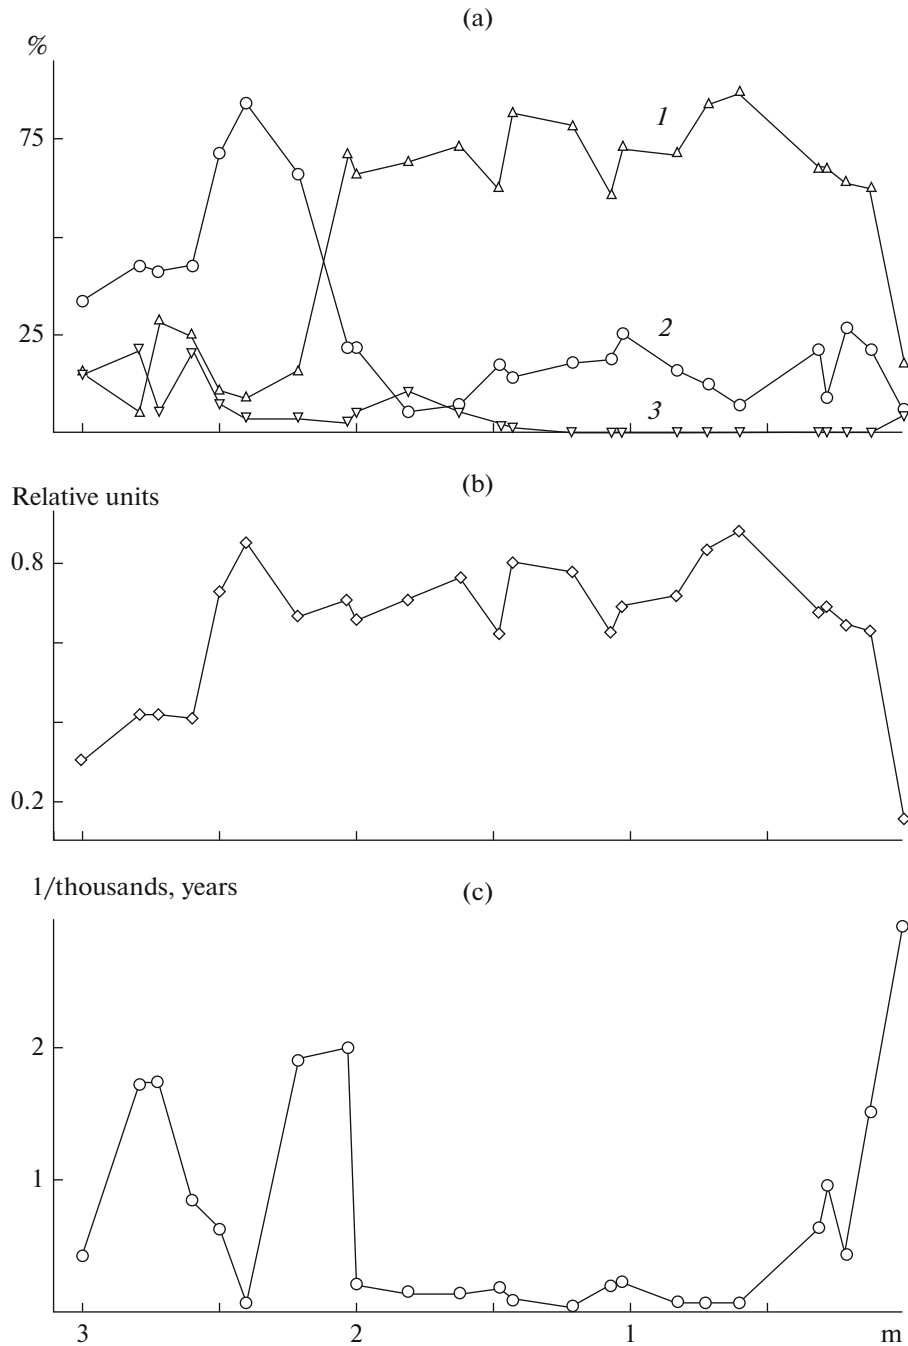 (a)
%
75
25
1
2
3
(b)
Relative units
0.8
0.2
1/thousands, years
(c)
2
1
3 2 1 m